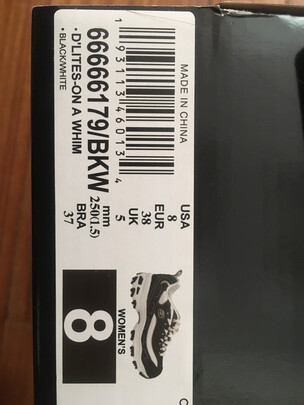 MADE IN CHINA
1 93113 46013 4
66666179/BKW
• D'LITES-ON A WHIM
• BLACK/WHITE
USA
8
EUR
38
UK
5
mm
250(1.5)
BRA
37
WOMEN'S
8